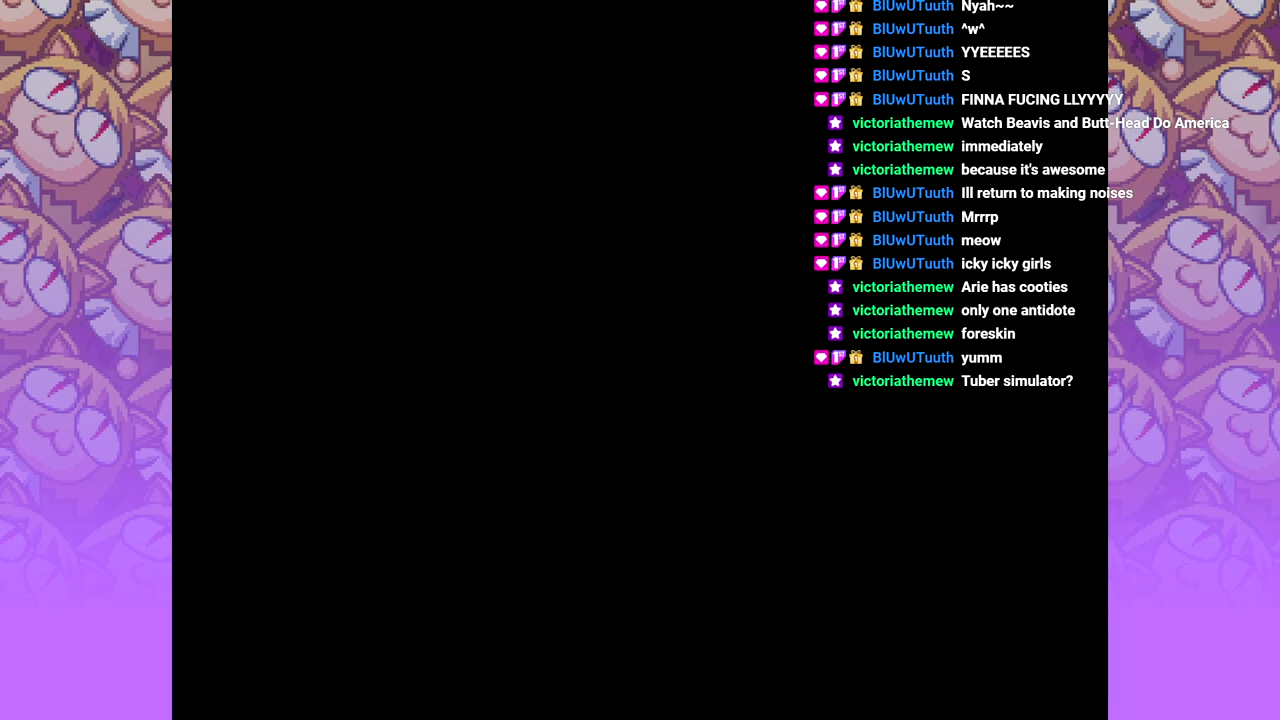 BlUwUTuuth Nyah~~
BlUwUTuuth ^w^
BlUwUTuuth YYEEEEES
BlUwUTuuth S
BlUwUTuuth FINNA FUCING LLYYYYY
victoriathemew Watch Beavis and Butt-Head Do America
victoriathemew immediately
victoriathemew because it's awesome
BlUwUTuuth Ill return to making noises
BlUwUTuuth Mrrrp
BlUwUTuuth meow
BlUwUTuuth icky icky girls
victoriathemew Arie has cooties
victoriathemew only one antidote
victoriathemew foreskin
BlUwUTuuth yumm
victoriathemew Tuber simulator?